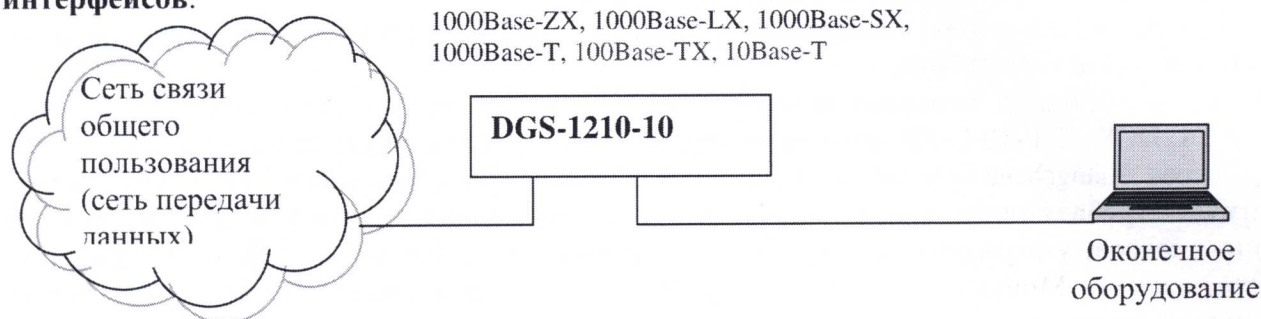 интерфейсов:
1000Base-ZX, 1000Base-LX, 1000Base-SX,
1000Base-T, 100Base-TX, 10Base-T
Сеть связи
общего
пользования
(сеть передачи
данных)
DGS-1210-10
Оконечное
оборудование